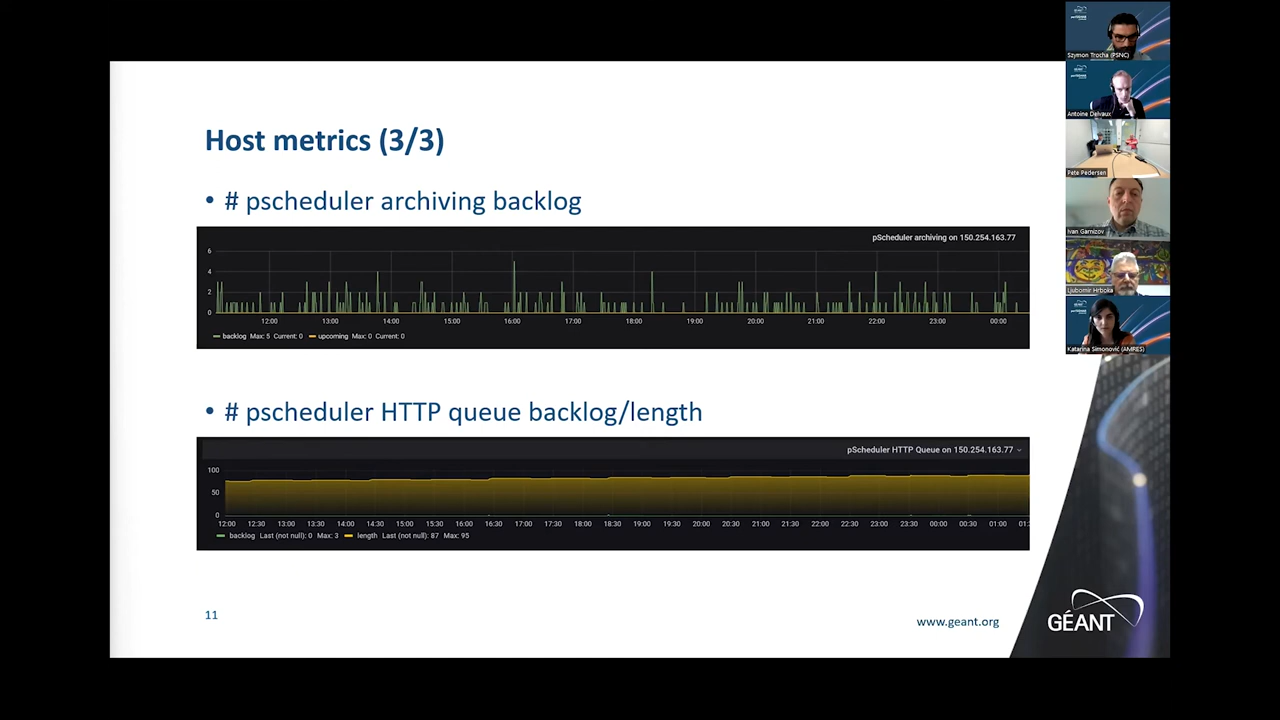 Host metrics (3/3)
• # pscheduler archiving backlog
pScheduler archiving on 150.254.163.77
6
4
2
0
12:00 13:00 14:00 15:00 16:00 17:00 18:00 19:00 20:00 21:00 22:00 23:00 00:00
backlog Max: 5 Current: 0 upcoming Max: 0 Current: 0
• # pscheduler HTTP queue backlog/length
pScheduler HTTP Queue on 150.254.163.77
100
50
0
12:00 12:30 13:00 13:30 14:00 14:30 15:00 15:30 16:00 16:30 17:00 17:30 18:00 18:30 19:00 19:30 20:00 20:30 21:00 21:30 22:00 22:30 23:00 23:30 00:00 00:30 01:00 01:
backlog Last (not null): 0 Max: 3 length Last (not null): 87 Max: 95
11
www.geant.org
GÉANT
Szymon Trocha (PSNC)
Antoine Delvaux
Pete Pedersen
Ivan Garnizov
Ljubomir Hrboka
Katarina Simonović (AMRES)